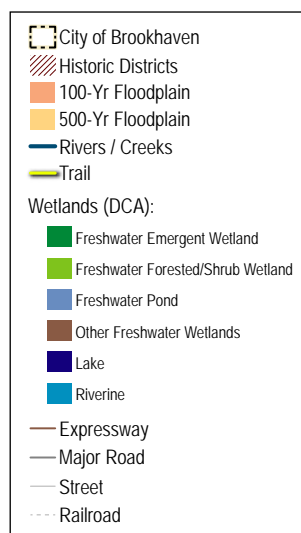 City of Brookhaven
Historic Districts
100-Yr Floodplain
500-Yr Floodplain
Rivers / Creeks
Trail
Wetlands (DCA):
Freshwater Emergent Wetland
Freshwater Forested/Shrub Wetland
Freshwater Pond
Other Freshwater Wetlands
Lake
Riverine
Expressway
Major Road
Street
Railroad